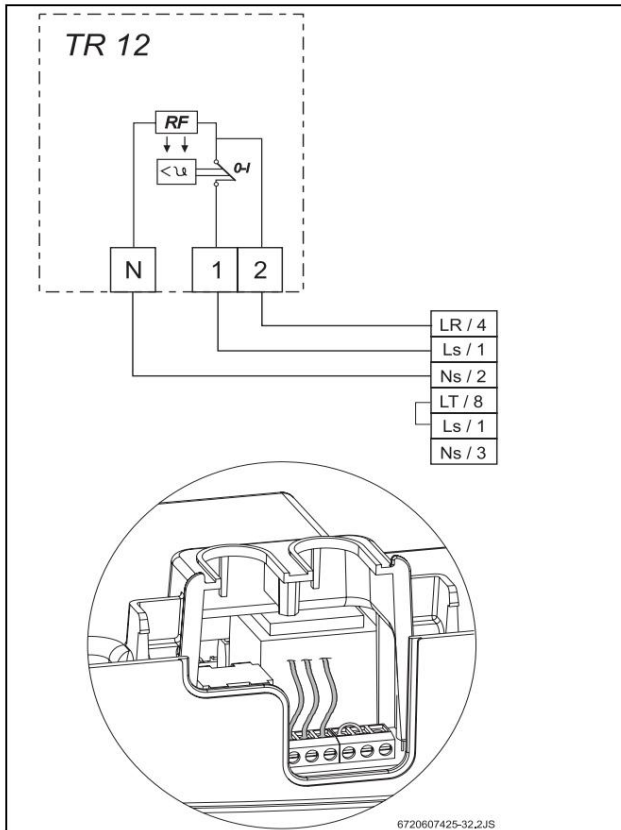 TR 12
RF
<ϑ
0-I
N 1 2
LR / 4
Ls / 1
Ns / 2
LT / 8
Ls / 1
Ns / 3
6720607425-32.2JS